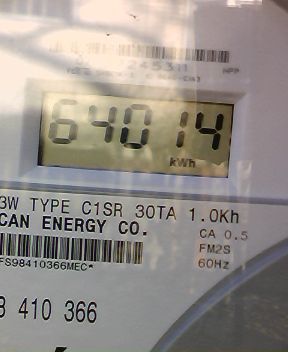 64014
kWh
3W TYPE C1SR 30TA 1.0Kh
CAN ENERGY CO.
CA 0.5
FM2S
FS98410366MEC*
60Hz
8 410 366